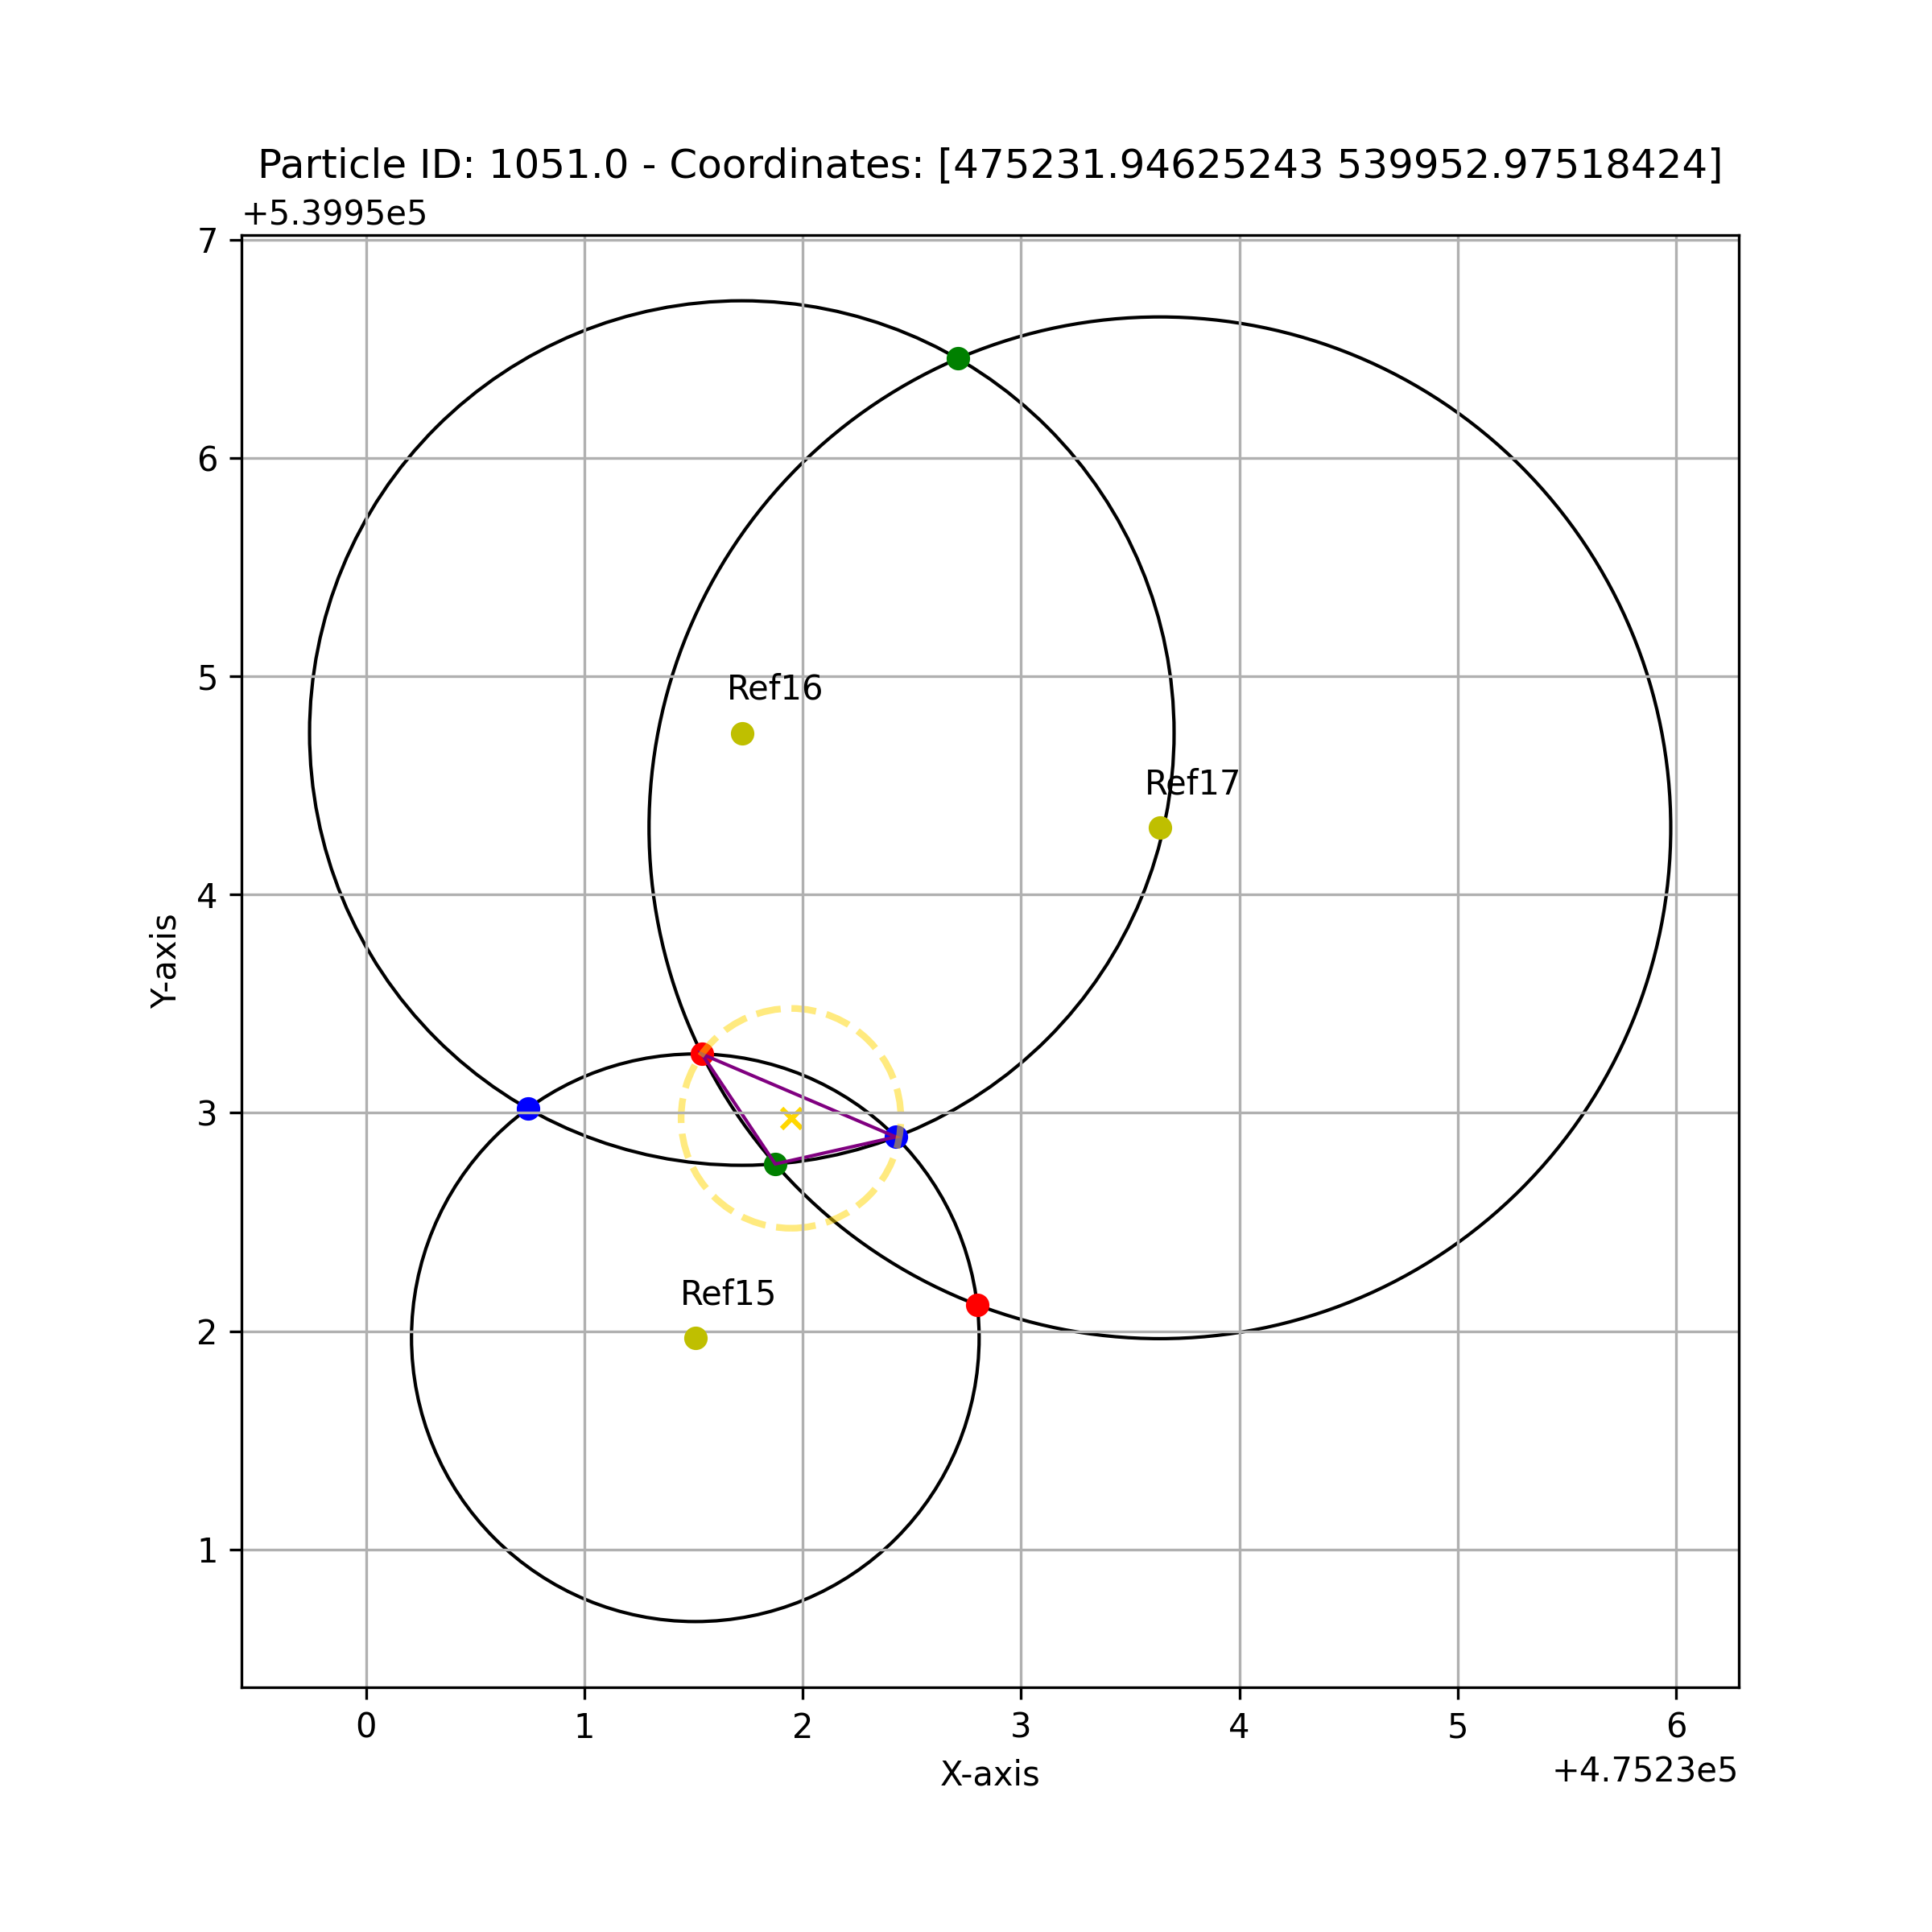 Particle ID: 1051.0 - Coordinates: [475231.94625243 539952.97518424]
+5.3995e5
7
6
5
4
3
2
1
Y-axis
Ref16
Ref17
Ref15
0 1 2 3 4 5 6
X-axis
+4.7523e5